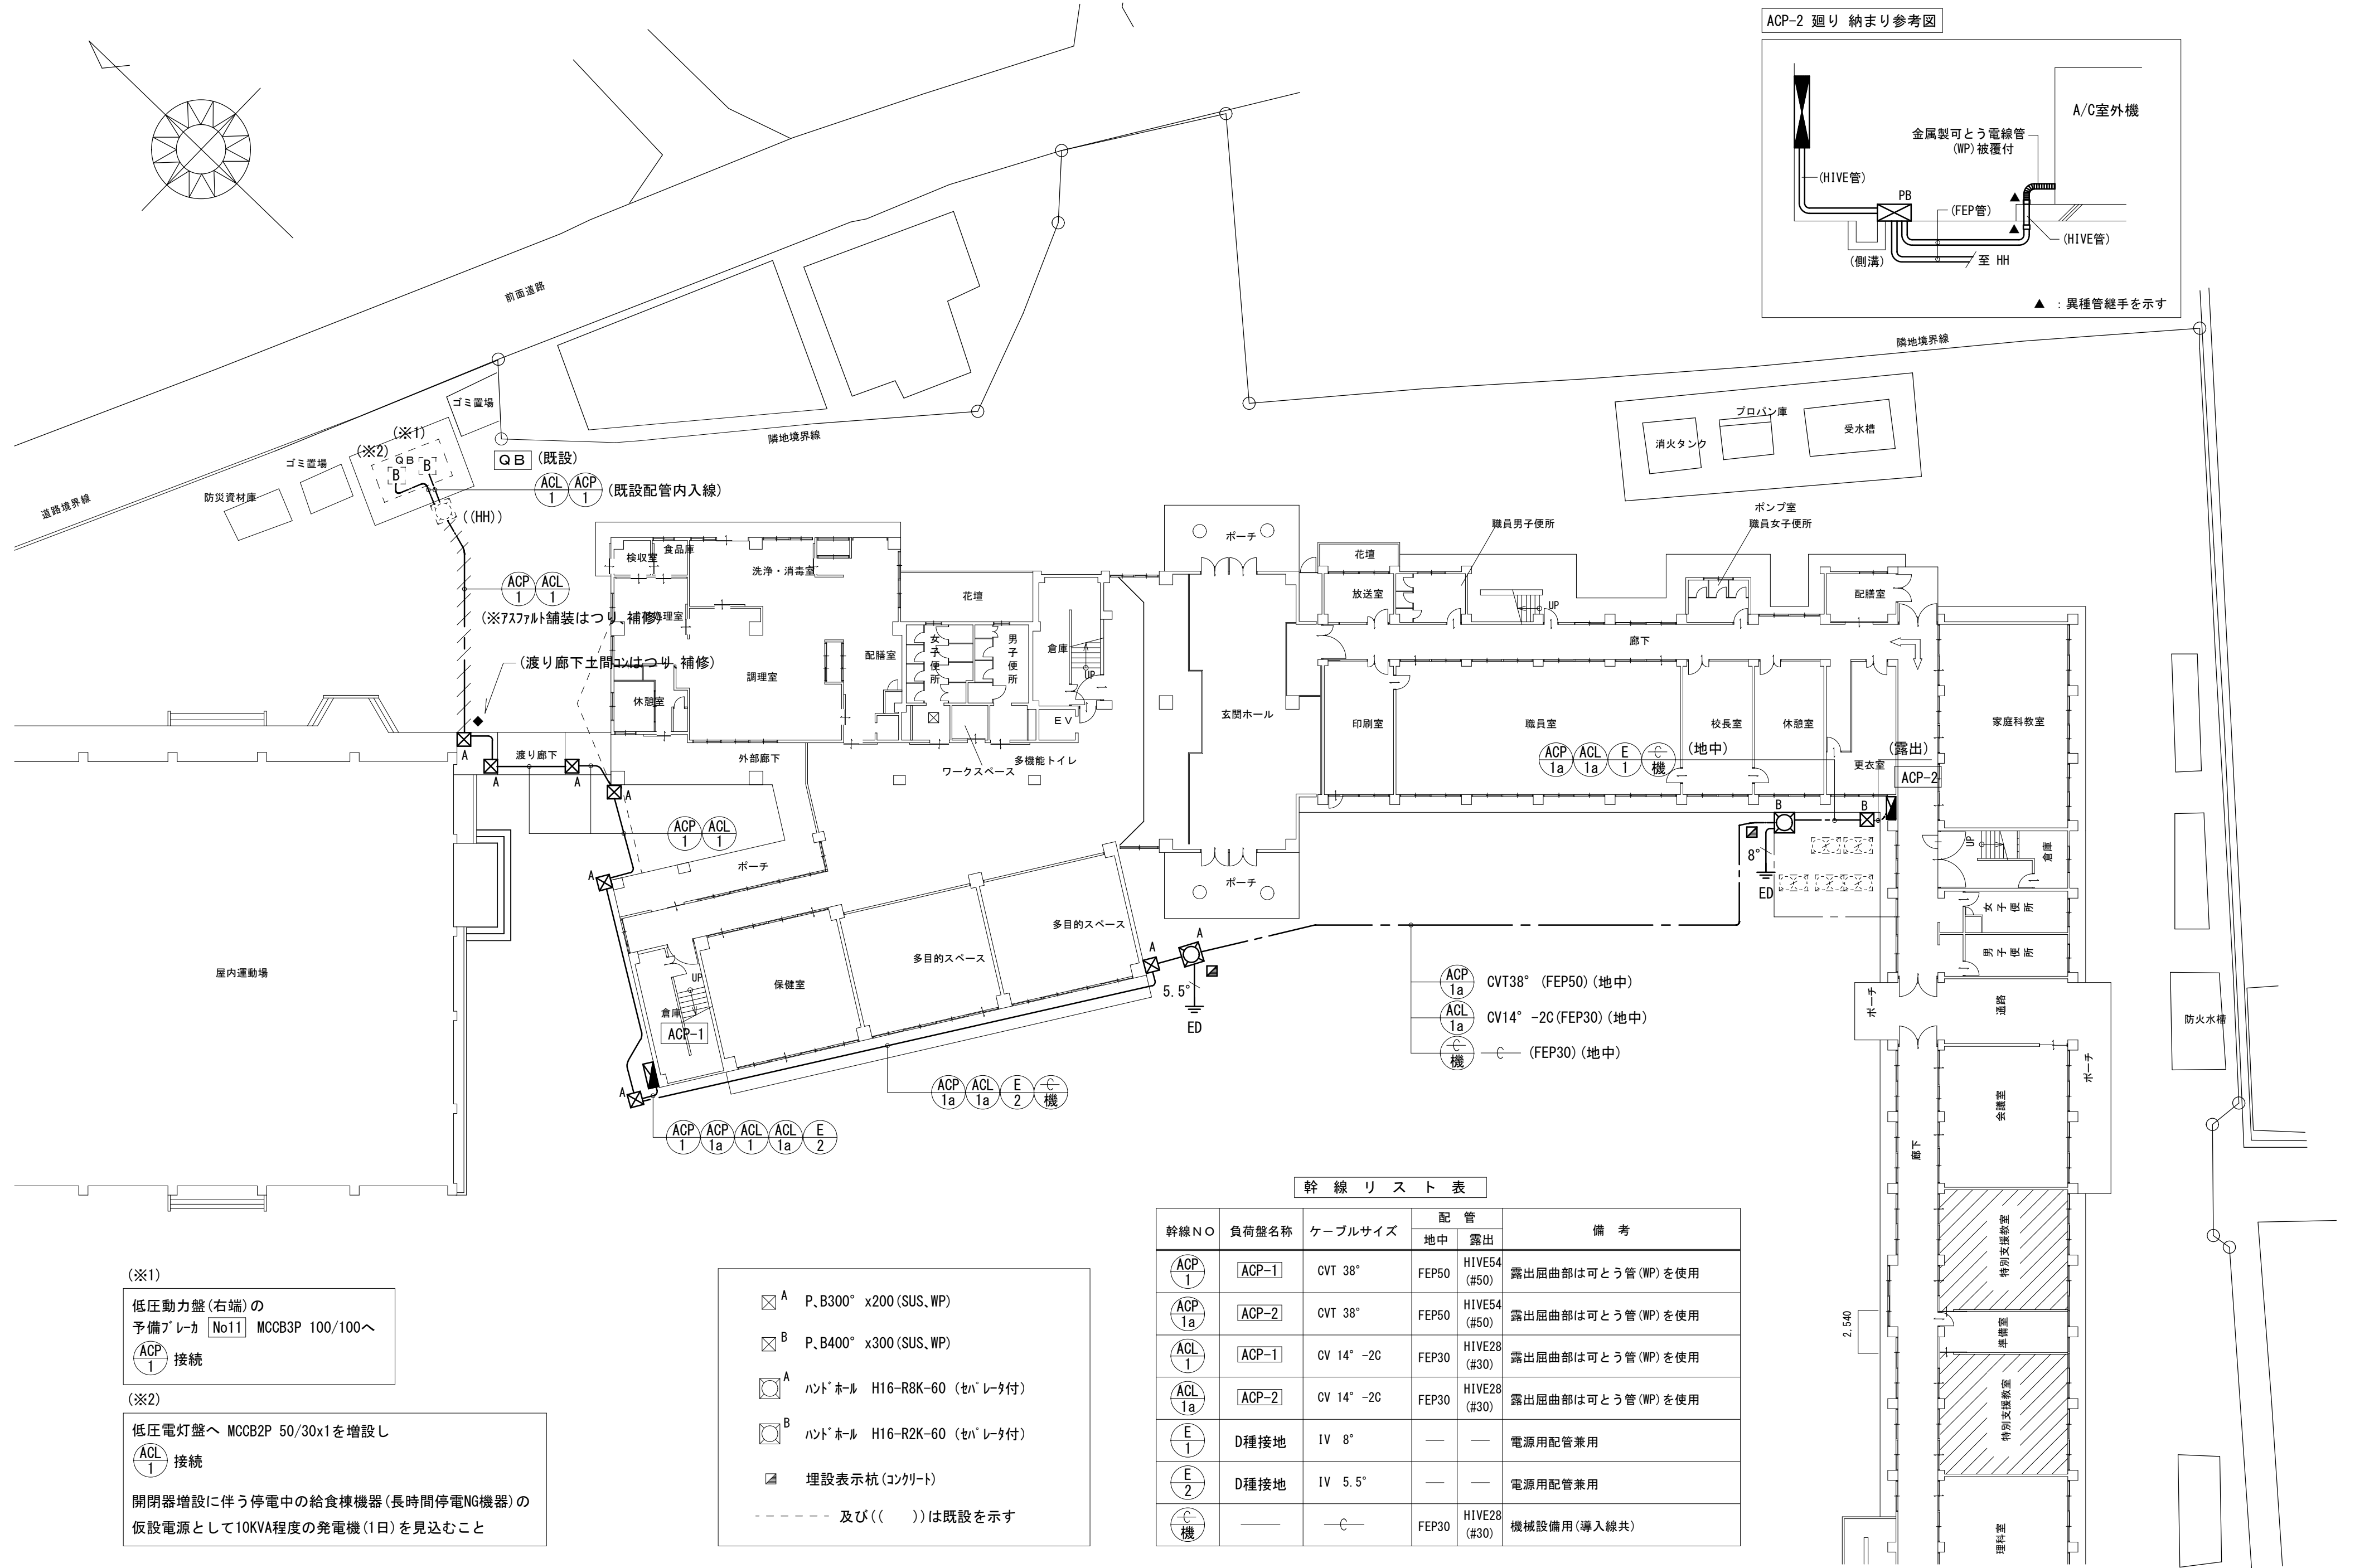 ACP-2 廻り 納まり参考図
A/C室外機
金属製可とう電線管
(WP)被覆付
(HIVE管)
PB
(FEP管)
(HIVE管)
(側溝)
至 HH
▲ : 異種管継手を示す
前面道路
隣地境界線
隣地境界線
道路境界線
ゴミ置場
ゴミ置場
防災資材庫
(※1)
(※2)
QB
B
B
((HH))
QB (既設)
ACL
1
ACP
1
(既設配管内入線)
ACP
1
ACL
1
(※アスファルト舗装はつり、補修)
(渡り廊下土間コンはつり、補修)
消火タンク
プロパン庫
受水槽
ポンプ室
職員女子便所
職員男子便所
検収室
食品庫
洗浄・消毒室
処理室
調理室
配膳室
休憩室
花壇
女子便所
男子便所
倉庫
UP
EV
多機能トイレ
ワークスペース
外部廊下
渡り廊下
A
A
A
A
A
A
A
A
ACP
1
ACL
1
ポーチ
ポーチ
ポーチ
玄関ホール
花壇
放送室
UP
配膳室
廊下
印刷室
職員室
校長室
休憩室
更衣室
家庭科教室
ACP
1a
ACL
1a
E
1
C
機
(地中)
(露出)
ACP-2
B
B
8°
ED
UP
倉庫
女子便所
男子便所
ポーチ
通路
ポーチ
会議室
廊下
特別支援教室
準備室
特別支援教室
理科室
2.540
防火水槽
屋内運動場
保健室
多目的スペース
多目的スペース
UP
倉庫
ACP-1
5.5°
ED
ACP
1a
CVT38° (FEP50)(地中)
ACL
1a
CV14° -2C(FEP30)(地中)
C
機
C (FEP30)(地中)
ACP
1a
ACL
1a
E
2
C
機
ACP
1
ACP
1a
ACL
1
ACL
1a
E
2
(※1)
低圧動力盤(右端)の
予備ブレーカ No11 MCCB3P 100/100へ
ACP
1
接続
(※2)
低圧電灯盤へ MCCB2P 50/30x1を増設し
ACL
1
接続
開閉器増設に伴う停電中の給食棟機器(長時間停電NG機器)の
仮設電源として10KVA程度の発電機(1日)を見込むこと
A P、B300° x200(SUS、WP)
B P、B400° x300(SUS、WP)
A ハンドホール H16-R8K-60 (セパレータ付)
B ハンドホール H16-R2K-60 (セパレータ付)
埋設表示杭(コンクリート)
及び(( ))は既設を示す
幹線リスト表
幹線NO 負荷盤名称 ケーブルサイズ 配管 備考
地中 露出
ACP 1 ACP-1 CVT 38° FEP50 HIVE54 (#50) 露出屈曲部は可とう管(WP)を使用
ACP 1a ACP-2 CVT 38° FEP50 HIVE54 (#50) 露出屈曲部は可とう管(WP)を使用
ACL 1 ACP-1 CV 14° -2C FEP30 HIVE28 (#30) 露出屈曲部は可とう管(WP)を使用
ACL 1a ACP-2 CV 14° -2C FEP30 HIVE28 (#30) 露出屈曲部は可とう管(WP)を使用
E 1 D種接地 IV 8° — — 電源用配管兼用
E 2 D種接地 IV 5.5° — — 電源用配管兼用
C 機 — C FEP30 HIVE28 (#30) 機械設備用(導入線共)